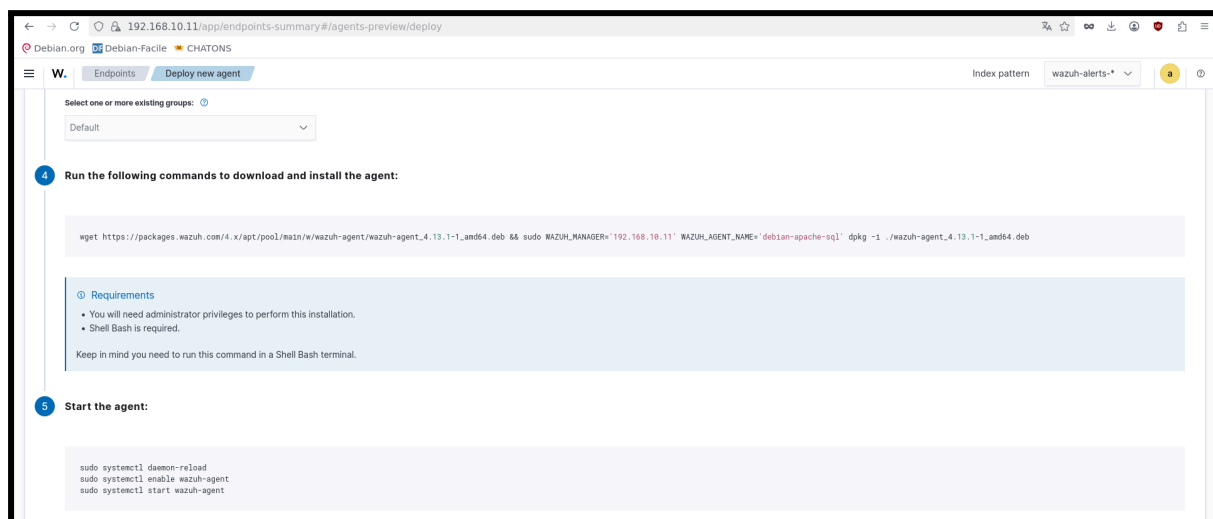 192.168.10.11/app/endpoints-summary#/agents-preview/deploy
Debian.org Debian-Facile CHATONS
W. Endpoints Deploy new agent Index pattern wazuh-alerts-* a
Select one or more existing groups:
Default
4 Run the following commands to download and install the agent:
wget https://packages.wazuh.com/4.x/apt/pool/main/w/wazuh-agent/wazuh-agent_4.13.1-1_amd64.deb && sudo WAZUH_MANAGER='192.168.10.11' WAZUH_AGENT_NAME='debian-apache-sql' dpkg -i ./wazuh-agent_4.13.1-1_amd64.deb
Requirements
• You will need administrator privileges to perform this installation.
• Shell Bash is required.
Keep in mind you need to run this command in a Shell Bash terminal.
5 Start the agent:
sudo systemctl daemon-reload
sudo systemctl enable wazuh-agent
sudo systemctl start wazuh-agent